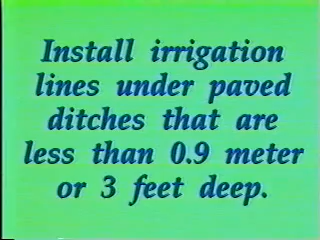 Install irrigation
lines under paved
ditches that are
less than 0.9 meter
or 3 feet deep.